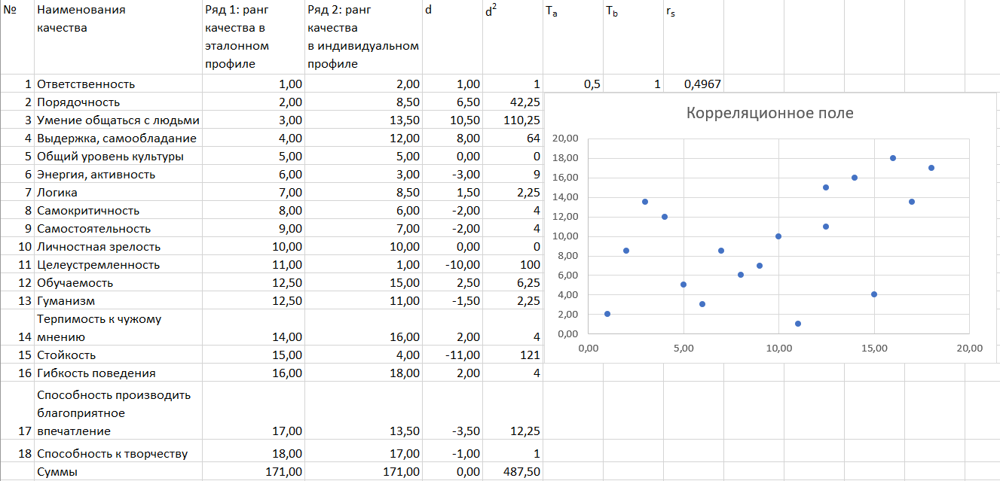 № Наименования качества Ряд 1: ранг качества в эталонном профиле Ряд 2: ранг качества в индивидуальном профиле d d² Tₐ T_b r_s
1 Ответственность 1,00 2,00 1,00 1 0,5 1 0,4967
2 Порядочность 2,00 8,50 6,50 42,25
3 Умение общаться с людьми 3,00 13,50 10,50 110,25
4 Выдержка, самообладание 4,00 12,00 8,00 64
5 Общий уровень культуры 5,00 5,00 0,00 0
6 Энергия, активность 6,00 3,00 -3,00 9
7 Логика 7,00 8,50 1,50 2,25
8 Самокритичность 8,00 6,00 -2,00 4
9 Самостоятельность 9,00 7,00 -2,00 4
10 Личностная зрелость 10,00 10,00 0,00 0
11 Целеустремленность 11,00 1,00 -10,00 100
12 Обучаемость 12,50 15,00 2,50 6,25
13 Гуманизм 12,50 11,00 -1,50 2,25
14 Терпимость к чужому мнению 14,00 16,00 2,00 4
15 Стойкость 15,00 4,00 -11,00 121
16 Гибкость поведения 16,00 18,00 2,00 4
17 Способность производить благоприятное впечатление 17,00 13,50 -3,50 12,25
18 Способность к творчеству 18,00 17,00 -1,00 1
Суммы 171,00 171,00 0,00 487,50
Корреляционное поле
20,00
18,00
16,00
14,00
12,00
10,00
8,00
6,00
4,00
2,00
0,00
0,00 5,00 10,00 15,00 20,00